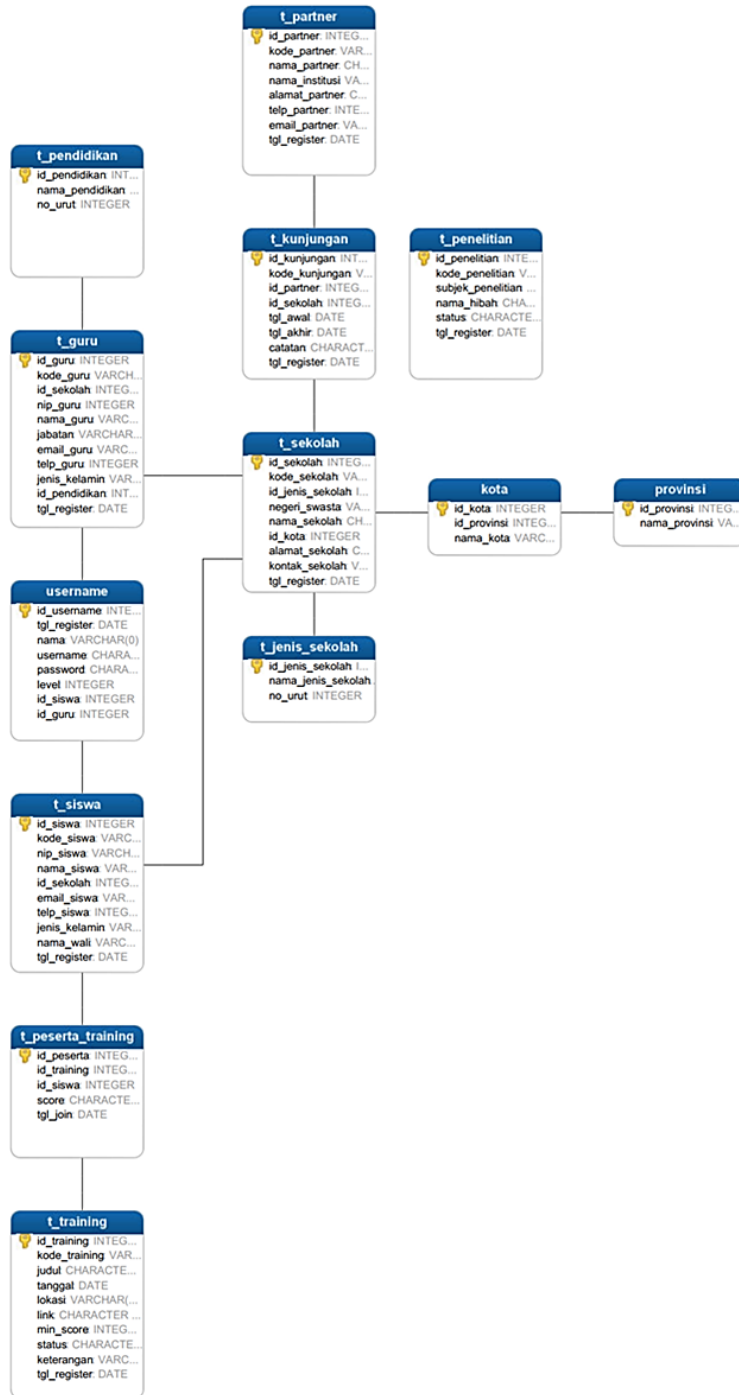 t_partner
id_partner: INTEG...
kode_partner: VAR...
nama_partner: CH...
nama_institusi: VA...
alamat_partner: C...
telp_partner: INTE...
email_partner: VA...
tgl_register: DATE
t_pendidikan
id_pendidikan: INT...
nama_pendidikan: ...
no_urut: INTEGER
t_kunjungan
id_kunjungan: INT...
kode_kunjungan: V...
id_partner: INTEG...
id_sekolah: INTEG...
tgl_awal: DATE
tgl_akhir: DATE
catatan: CHARACT...
tgl_register: DATE
t_penelitian
id_penelitian: INTE...
kode_penelitian: V...
subjek_penelitian: ...
nama_hibah: CHA...
status: CHARACTE...
tgl_register: DATE
t_guru
id_guru: INTEGER
kode_guru: VARCH...
id_sekolah: INTEG...
nip_guru: INTEGER
nama_guru: VARC...
jabatan: VARCHAR...
email_guru: VARC...
telp_guru: INTEGER
jenis_kelamin: VAR...
id_pendidikan: INT...
tgl_register: DATE
t_sekolah
id_sekolah: INTEG...
kode_sekolah: VA...
id_jenis_sekolah: I...
negeri_swasta: VA...
nama_sekolah: CH...
id_kota: INTEGER
alamat_sekolah: C...
kontak_sekolah: V...
tgl_register: DATE
kota
id_kota: INTEGER
id_provinsi: INTEG...
nama_kota: VARC...
provinsi
id_provinsi: INTEG...
nama_provinsi: VA...
username
id_username: INTE...
tgl_register: DATE
nama: VARCHAR(0)
username: CHARA...
password: CHARA...
level: INTEGER
id_siswa: INTEGER
id_guru: INTEGER
t_jenis_sekolah
id_jenis_sekolah: I...
nama_jenis_sekolah:
no_urut: INTEGER
t_siswa
id_siswa: INTEGER
kode_siswa: VARC...
nip_siswa: VARCH...
nama_siswa: VAR...
id_sekolah: INTEG...
email_siswa: VAR...
telp_siswa: INTEG...
jenis_kelamin: VAR...
nama_wali: VARC...
tgl_register: DATE
t_peserta_training
id_peserta: INTEG...
id_training: INTEG...
id_siswa: INTEGER
score: CHARACTE...
tgl_join: DATE
t_training
id_training: INTEG...
kode_training: VAR...
judul: CHARACTE...
tanggal: DATE
lokasi: VARCHAR(...
link: CHARACTER ...
min_score: INTEG...
status: CHARACTE...
keterangan: VARC...
tgl_register: DATE